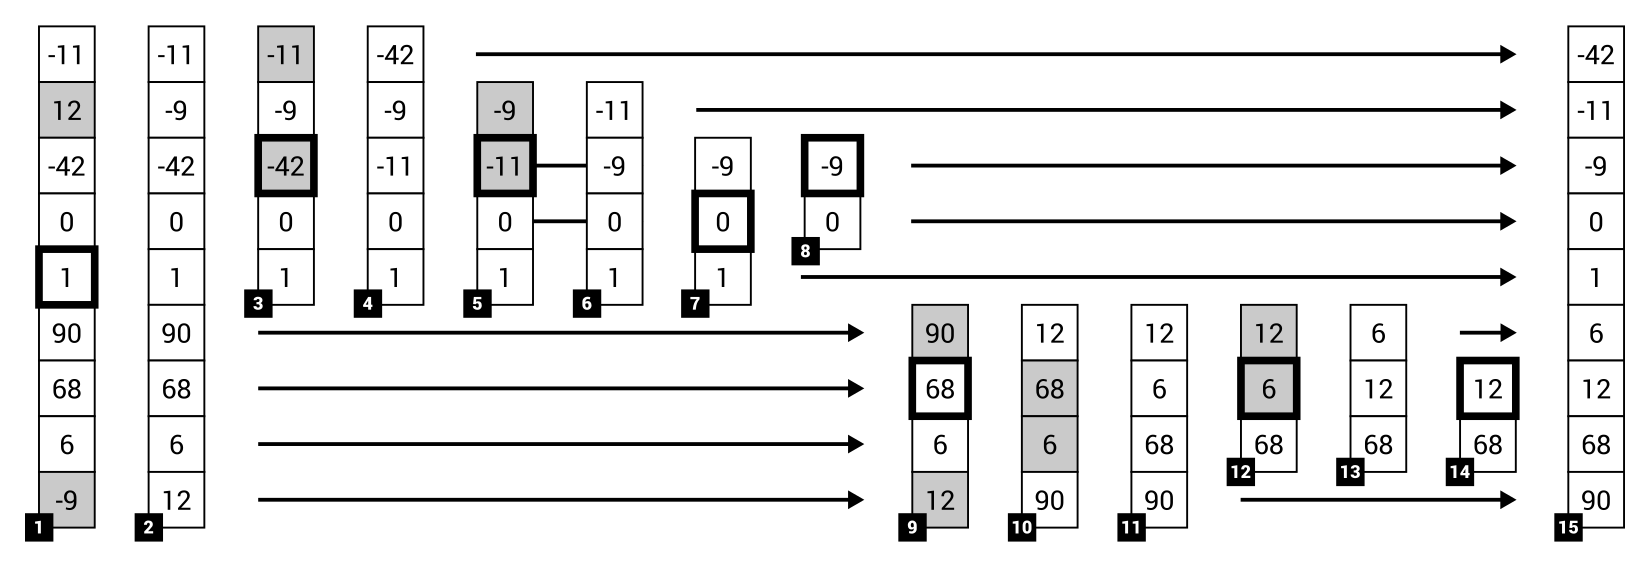 -11 -11 -11 -42 -42
12 -9 -9 -9 -9 -11 -11
-42 -42 -42 -11 -11 -9 -9 -9 -9
0 0 0 0 0 0 0 0 0
8
1 1 1 1 1 1 1 1
3 4 5 6 7
90 90 90 12 12 12 6 6
68 68 68 68 6 6 12 12 12
6 6 6 6 68 68 68 68 68
12 13 14
-9 12 12 90 90 90
1 2 9 10 11 15